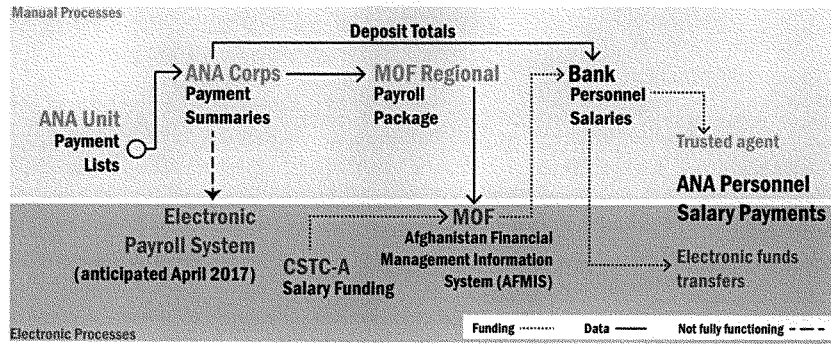 Manual Processes
Deposit Totals
ANA Corps
Payment
Summaries
MOF Regional
Payroll
Package
Bank
Personnel
Salaries
ANA Unit
Payment
Lists
Trusted agent
ANA Personnel
Salary Payments
Electronic
Payroll System
(anticipated April 2017)
CSTC-A
Salary Funding
MOF
Afghanistan Financial
Management Information
System (AFMIS)
Electronic funds
transfers
Electronic Processes
Funding
Data
Not fully functioning